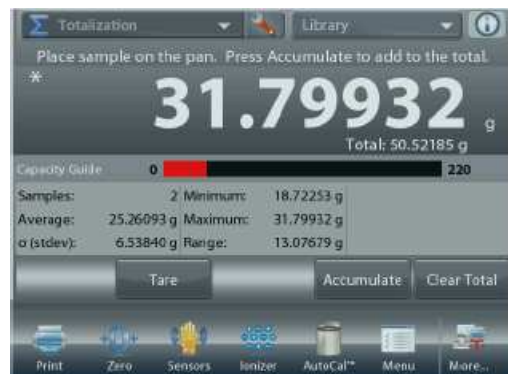 Σ Totalization Library
Place sample on the pan. Press Accumulate to add to the total.
*
31.79932 g
Total: 50.52185 g
Capacity Guide 0 220
Samples: 2 Minimum: 18.72253 g
Average: 25.26093 g Maximum: 31.79932 g
σ (stdev): 6.53840 g Range: 13.07679 g
Tare Accumulate Clear Total
Print Zero Sensors Ionizer AutoCal™ Menu More...